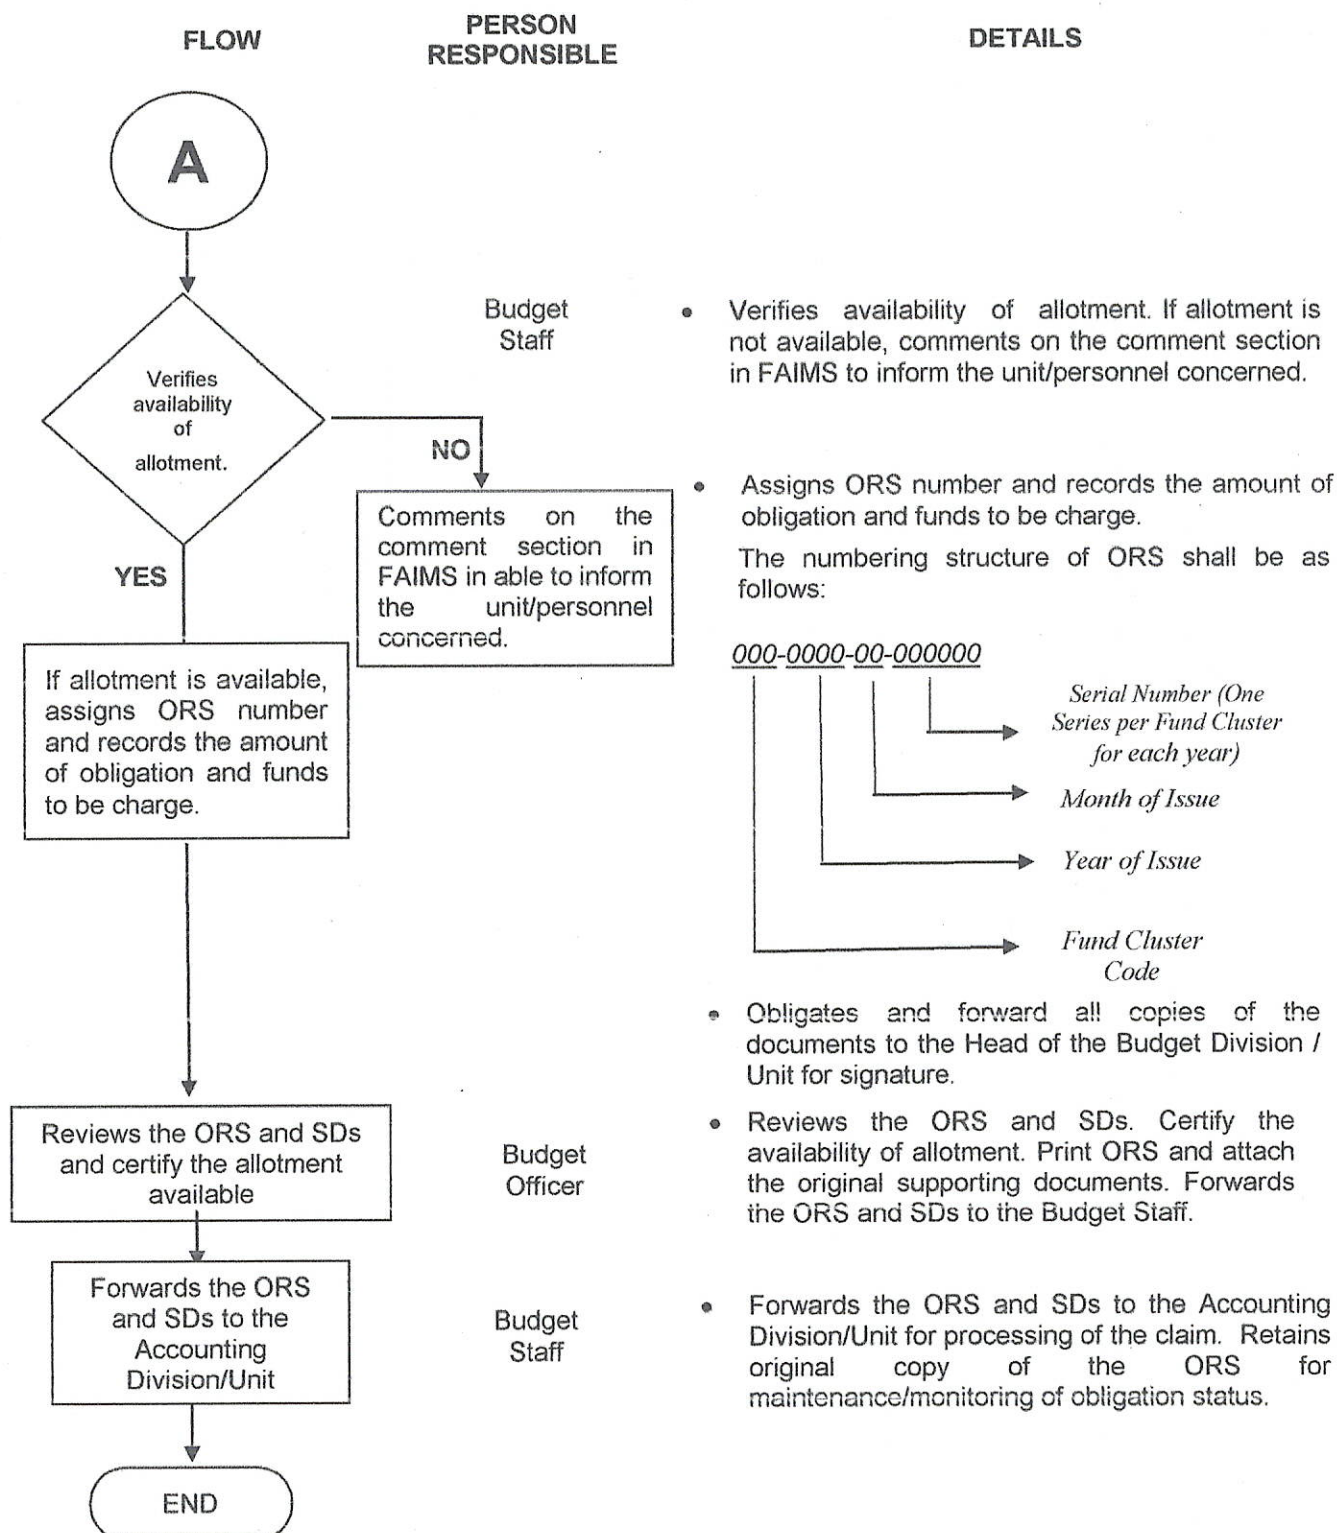 FLOW
PERSON
RESPONSIBLE
DETAILS
A
Verifies
availability
of
allotment.
Budget
Staff
• Verifies availability of allotment. If allotment is
not available, comments on the comment section
in FAIMS to inform the unit/personnel concerned.
NO
Comments on the
comment section in
FAIMS in able to inform
the unit/personnel
concerned.
YES
If allotment is available,
assigns ORS number
and records the amount
of obligation and funds
to be charge.
• Assigns ORS number and records the amount of
obligation and funds to be charge.
The numbering structure of ORS shall be as
follows:
000-0000-00-000000
Serial Number (One
Series per Fund Cluster
for each year)
Month of Issue
Year of Issue
Fund Cluster
Code
• Obligates and forward all copies of the
documents to the Head of the Budget Division /
Unit for signature.
Reviews the ORS and SDs
and certify the allotment
available
Budget
Officer
• Reviews the ORS and SDs. Certify the
availability of allotment. Print ORS and attach
the original supporting documents. Forwards
the ORS and SDs to the Budget Staff.
Forwards the ORS
and SDs to the
Accounting
Division/Unit
Budget
Staff
• Forwards the ORS and SDs to the Accounting
Division/Unit for processing of the claim. Retains
original copy of the ORS for
maintenance/monitoring of obligation status.
END